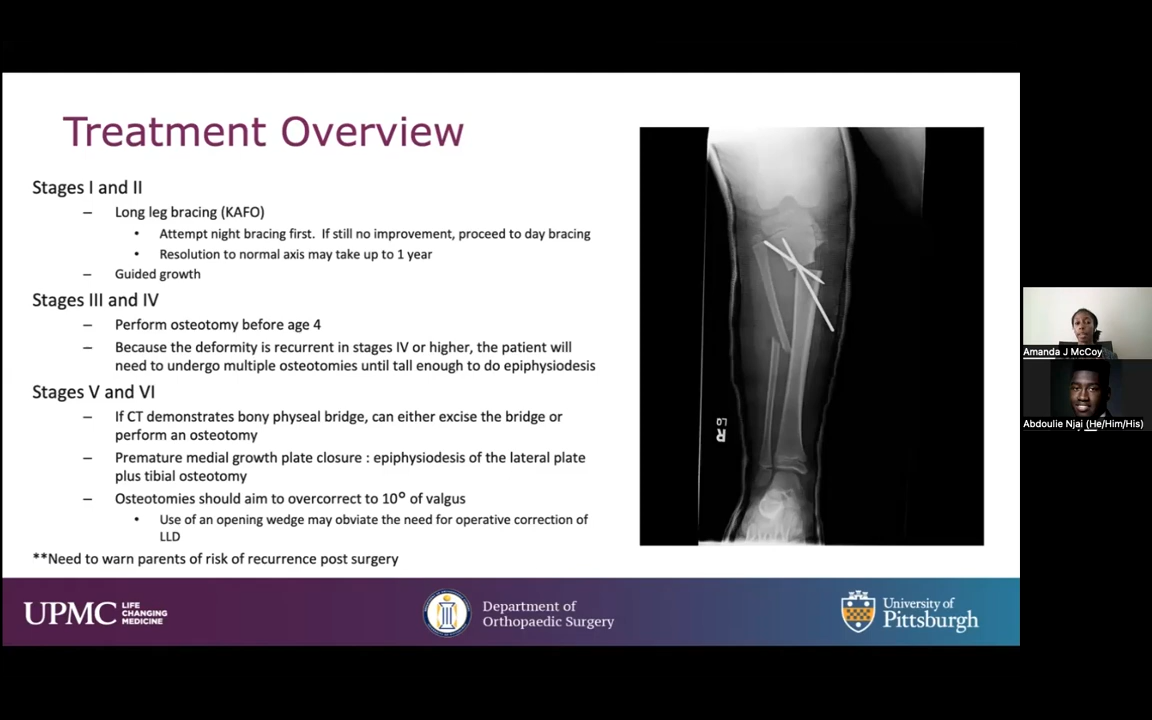 Treatment Overview
Stages I and II
– Long leg bracing (KAFO)
• Attempt night bracing first. If still no improvement, proceed to day bracing
• Resolution to normal axis may take up to 1 year
– Guided growth
Stages III and IV
– Perform osteotomy before age 4
– Because the deformity is recurrent in stages IV or higher, the patient will
need to undergo multiple osteotomies until tall enough to do epiphysiodesis
Stages V and VI
– If CT demonstrates bony physeal bridge, can either excise the bridge or
perform an osteotomy
– Premature medial growth plate closure : epiphysiodesis of the lateral plate
plus tibial osteotomy
– Osteotomies should aim to overcorrect to 10° of valgus
• Use of an opening wedge may obviate the need for operative correction of
LLD
**Need to warn parents of risk of recurrence post surgery
R
Amanda J McCoy
Abdoulie Njai (He/Him/His)
UPMC
LIFE
CHANGING
MEDICINE
Department of
Orthopaedic Surgery
University of
Pittsburgh